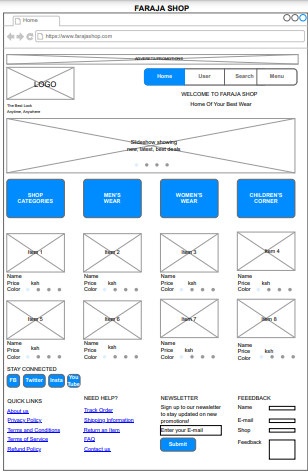 FARAJA SHOP
Home
https://www.farajashop.com
ADVERTS/PROMOTIONS
LOGO
Home User Search Menu
The Best Look
Anytime, Anywhere
WELCOME TO FARAJA SHOP
Home Of Your Best Wear
Slideshow showing
new, latest, best deals
SHOP CATEGORIES
MEN'S WEAR
WOMEN'S WEAR
CHILDREN'S CORNER
Item 1 Item 2 Item 3 Item 4
Name Name Name Name
Price ksh Price ksh Price ksh Price ksh
Color Color Color Color
Item 5 Item 6 Item 7 Item 8
Name Name Name Name
Price ksh Price ksh Price ksh Price ksh
Color Color Color Color
STAY CONNECTED
FB Twitter Insta You Tube
QUICK LINKS
About us
Privacy Policy
Terms and Conditions
Terms of Service
Refund Policy
NEED HELP?
Track Order
Shipping Information
Return an Item
FAQ
Contact us
NEWSLETTER
Sign up to our newsletter
to stay updated on new
promotions!
Enter your E-mail
Submit
FEEEDBACK
Name
E-mail
Shop
Feedback